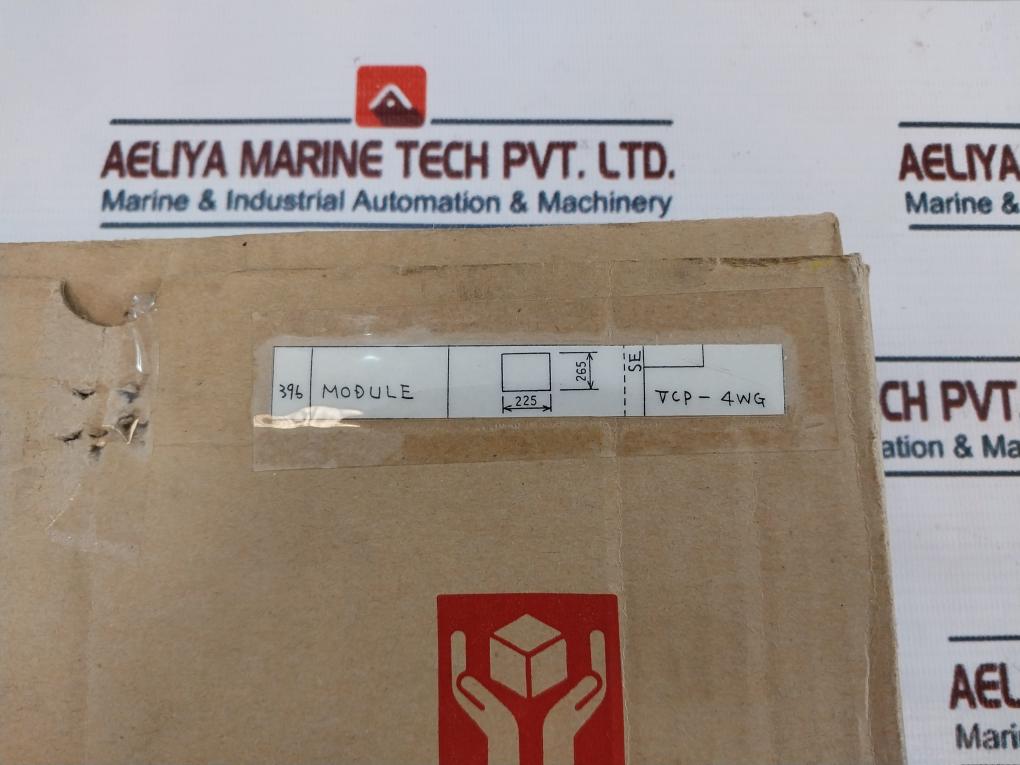 AELIYA MARINE TECH PVT. LTD.
Marine & Industrial Automation & Machinery
AELIYA
Marine &
396 MODULE 225 265 SE VCP - 4WG
CH PVT.
ation & Ma
AEL
Mari